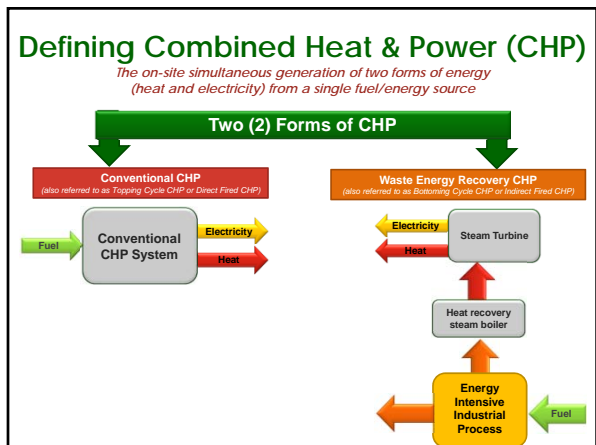 Defining Combined Heat & Power (CHP)
The on-site simultaneous generation of two forms of energy
(heat and electricity) from a single fuel/energy source
Two (2) Forms of CHP
Conventional CHP
(also referred to as Topping Cycle CHP or Direct Fired CHP)
Fuel
Conventional
CHP System
Electricity
Heat
Waste Energy Recovery CHP
(also referred to as Bottoming Cycle CHP or Indirect Fired CHP)
Electricity
Heat
Steam Turbine
Heat recovery
steam boiler
Energy
Intensive
Industrial
Process
Fuel